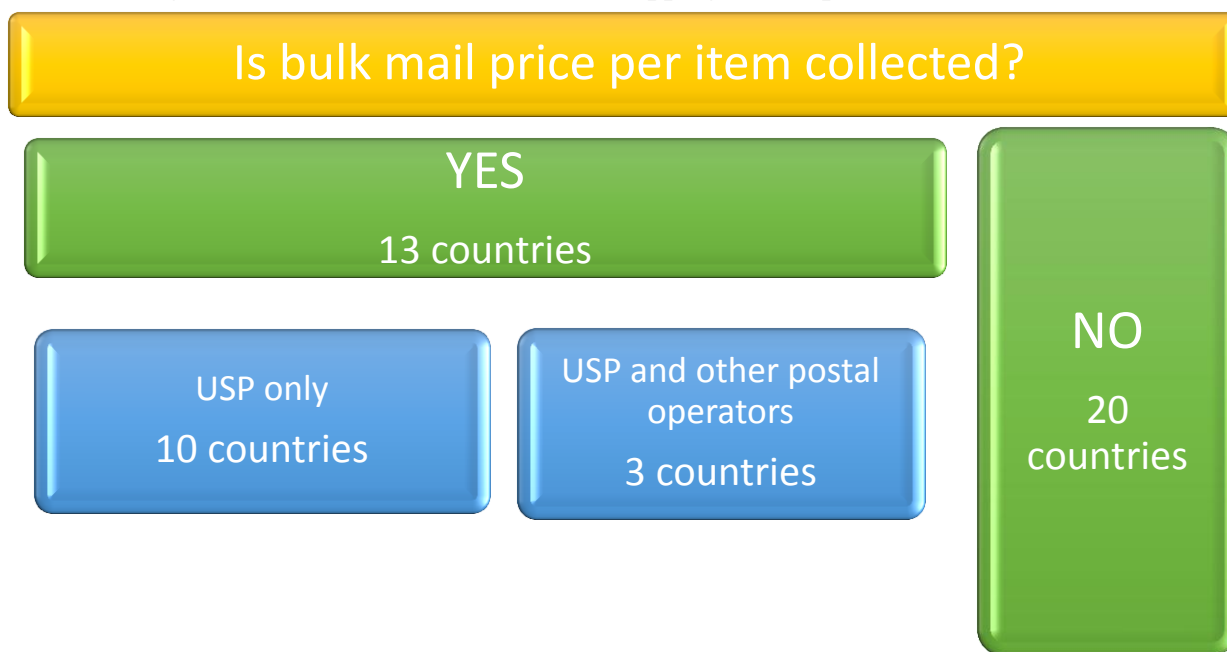 Is bulk mail price per item collected?
YES
13 countries
USP only
10 countries
USP and other postal
operators
3 countries
NO
20
countries